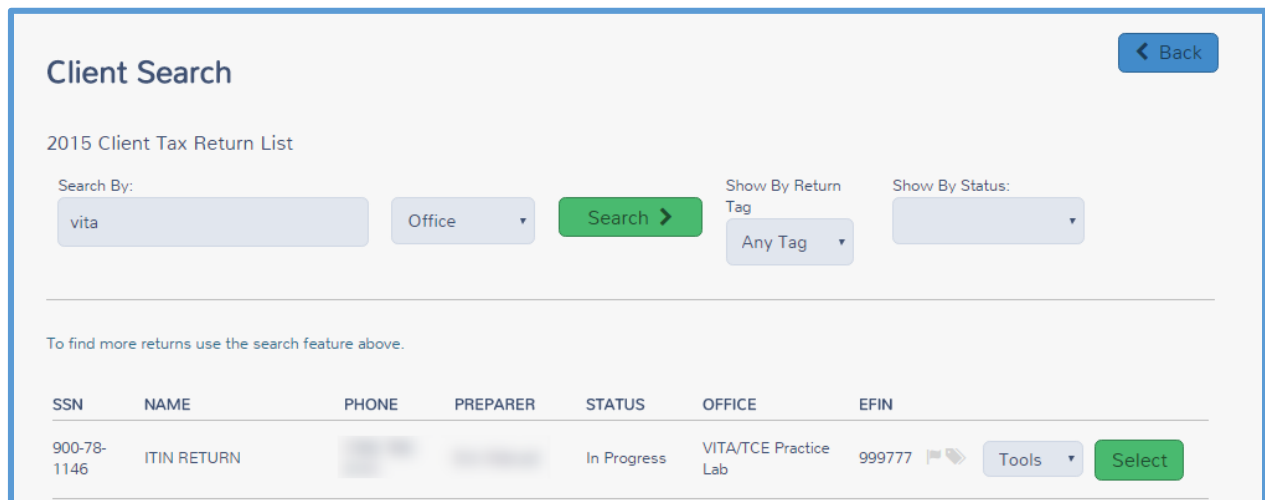 Back
Client Search
2015 Client Tax Return List
Search By:
Show By Return
Tag
Show By Status:
vita
Office
Search
Any Tag
To find more returns use the search feature above.
SSN NAME PHONE PREPARER STATUS OFFICE EFIN
900-78-
1146
ITIN RETURN
In Progress
VITA/TCE Practice
Lab
999777
Tools
Select